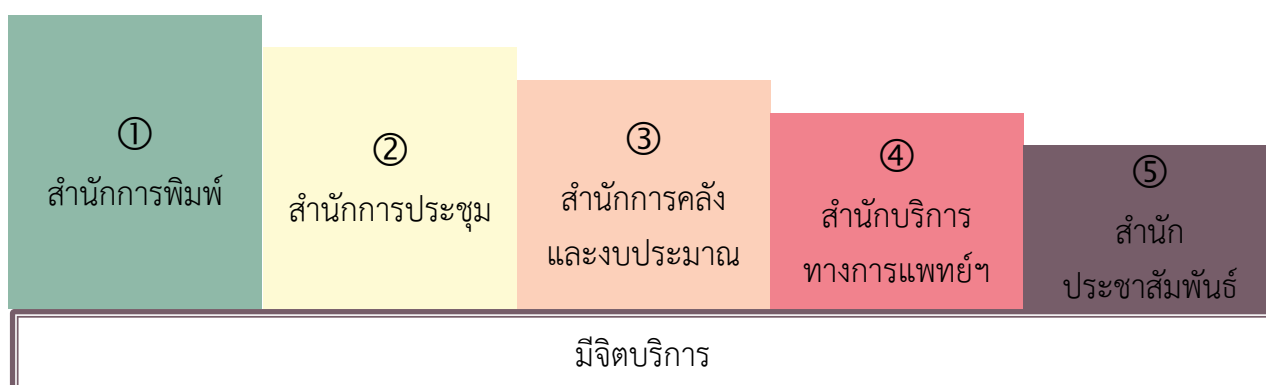 ①
สำนักการพิมพ์
②
สำนักการประชุม
③
สำนักการคลัง
และงบประมาณ
④
สำนักบริการ
ทางการแพทย์ฯ
⑤
สำนัก
ประชาสัมพันธ์
มีจิตบริการ